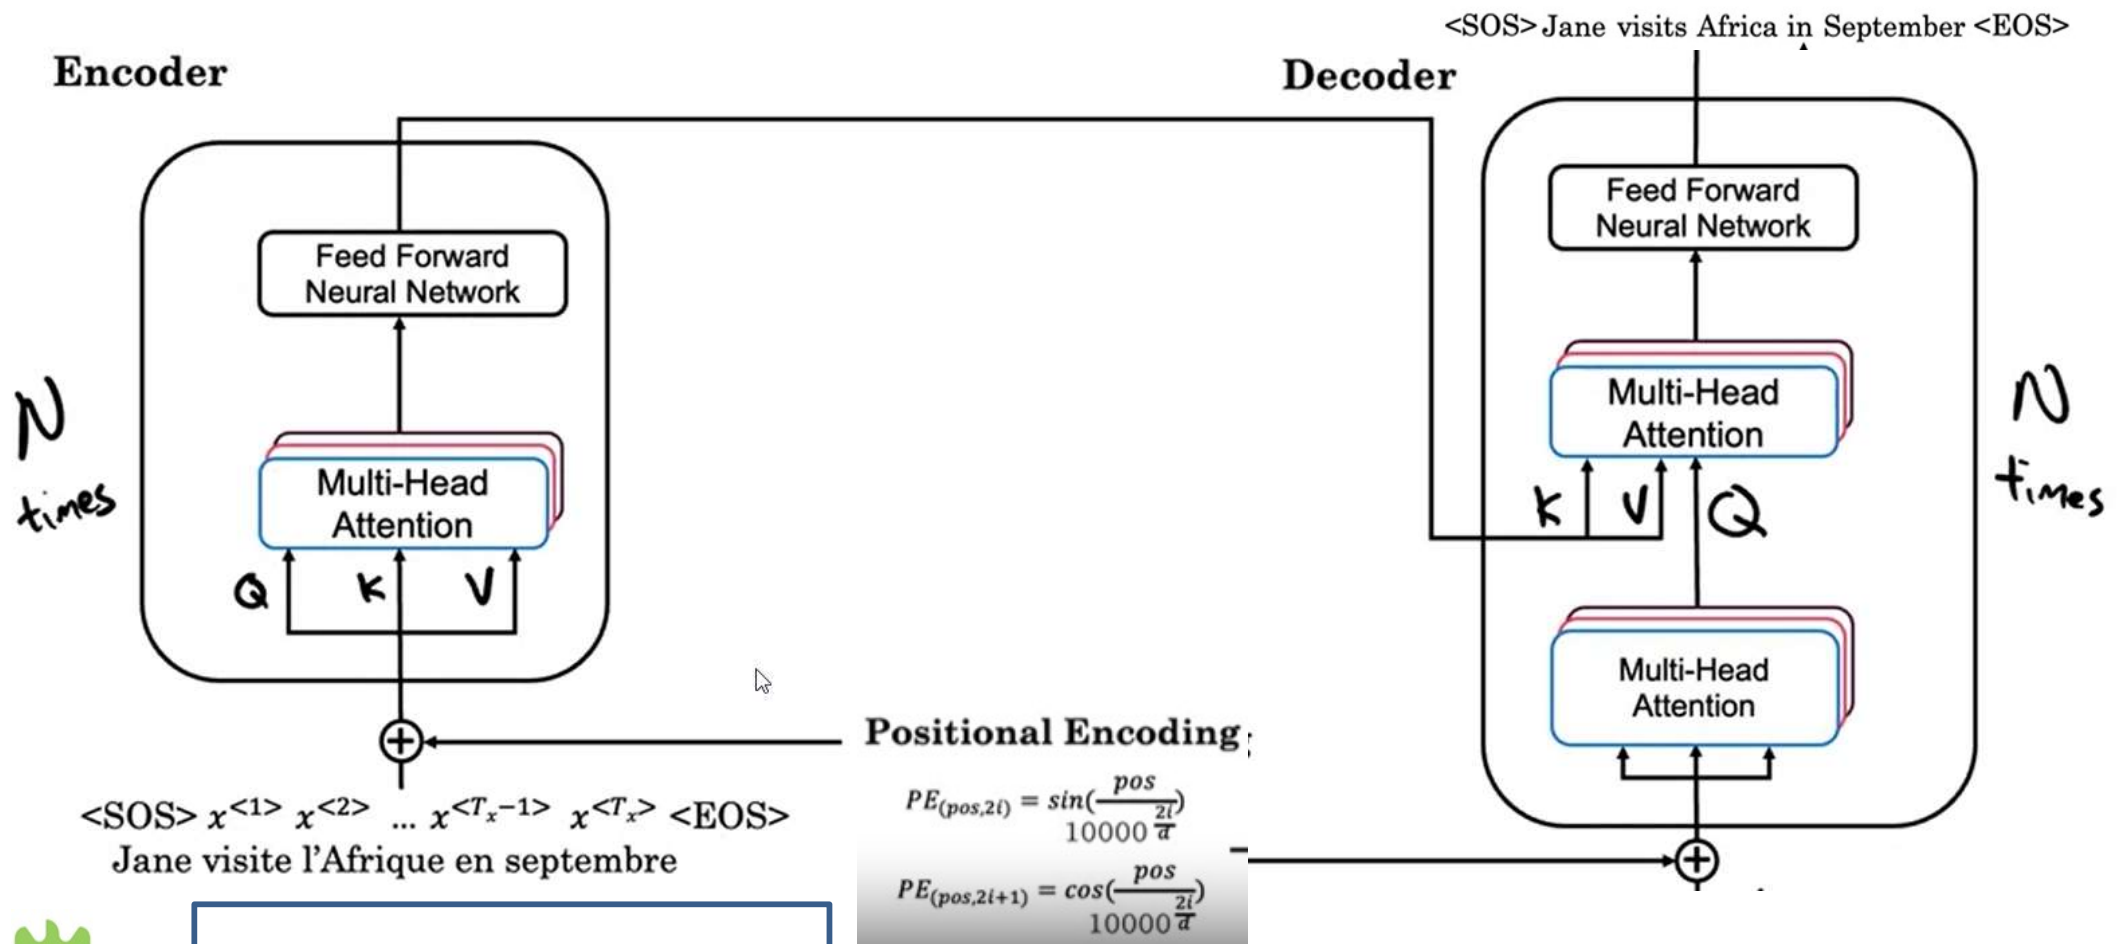 Encoder
Feed Forward
Neural Network
Multi-Head
Attention
Q K V
N
times
<SOS> x<1> x<2> ... x<Tx−1> x<Tx> <EOS>
Jane visite l'Afrique en septembre
Positional Encoding
PE(pos,2i) = sin(pos / 10000^(2i/d))
PE(pos,2i+1) = cos(pos / 10000^(2i/d))
<SOS> Jane visits Africa in September <EOS>
Decoder
Feed Forward
Neural Network
Multi-Head
Attention
K V Q
N
times
Multi-Head
Attention